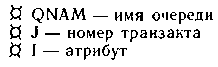 ¤ QNAM — имя очереди
¤ J — номер транзакта
¤ I — атрибут